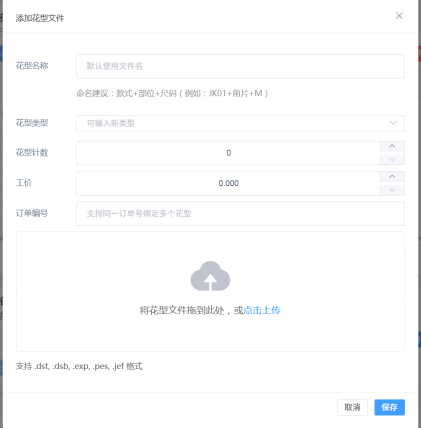 添加花型文件
花型名称 默认使用文件名
命名建议：款式+部位+尺码（例如：JK01+前片+M）
花型类型 可输入新类型
花型针数 0
工价 0.000
订单编号 支持同一订单号绑定多个花型
将花型文件拖到此处，或点击上传
支持 .dst, .dsb, .exp, .pes, .jef 格式
取消 保存